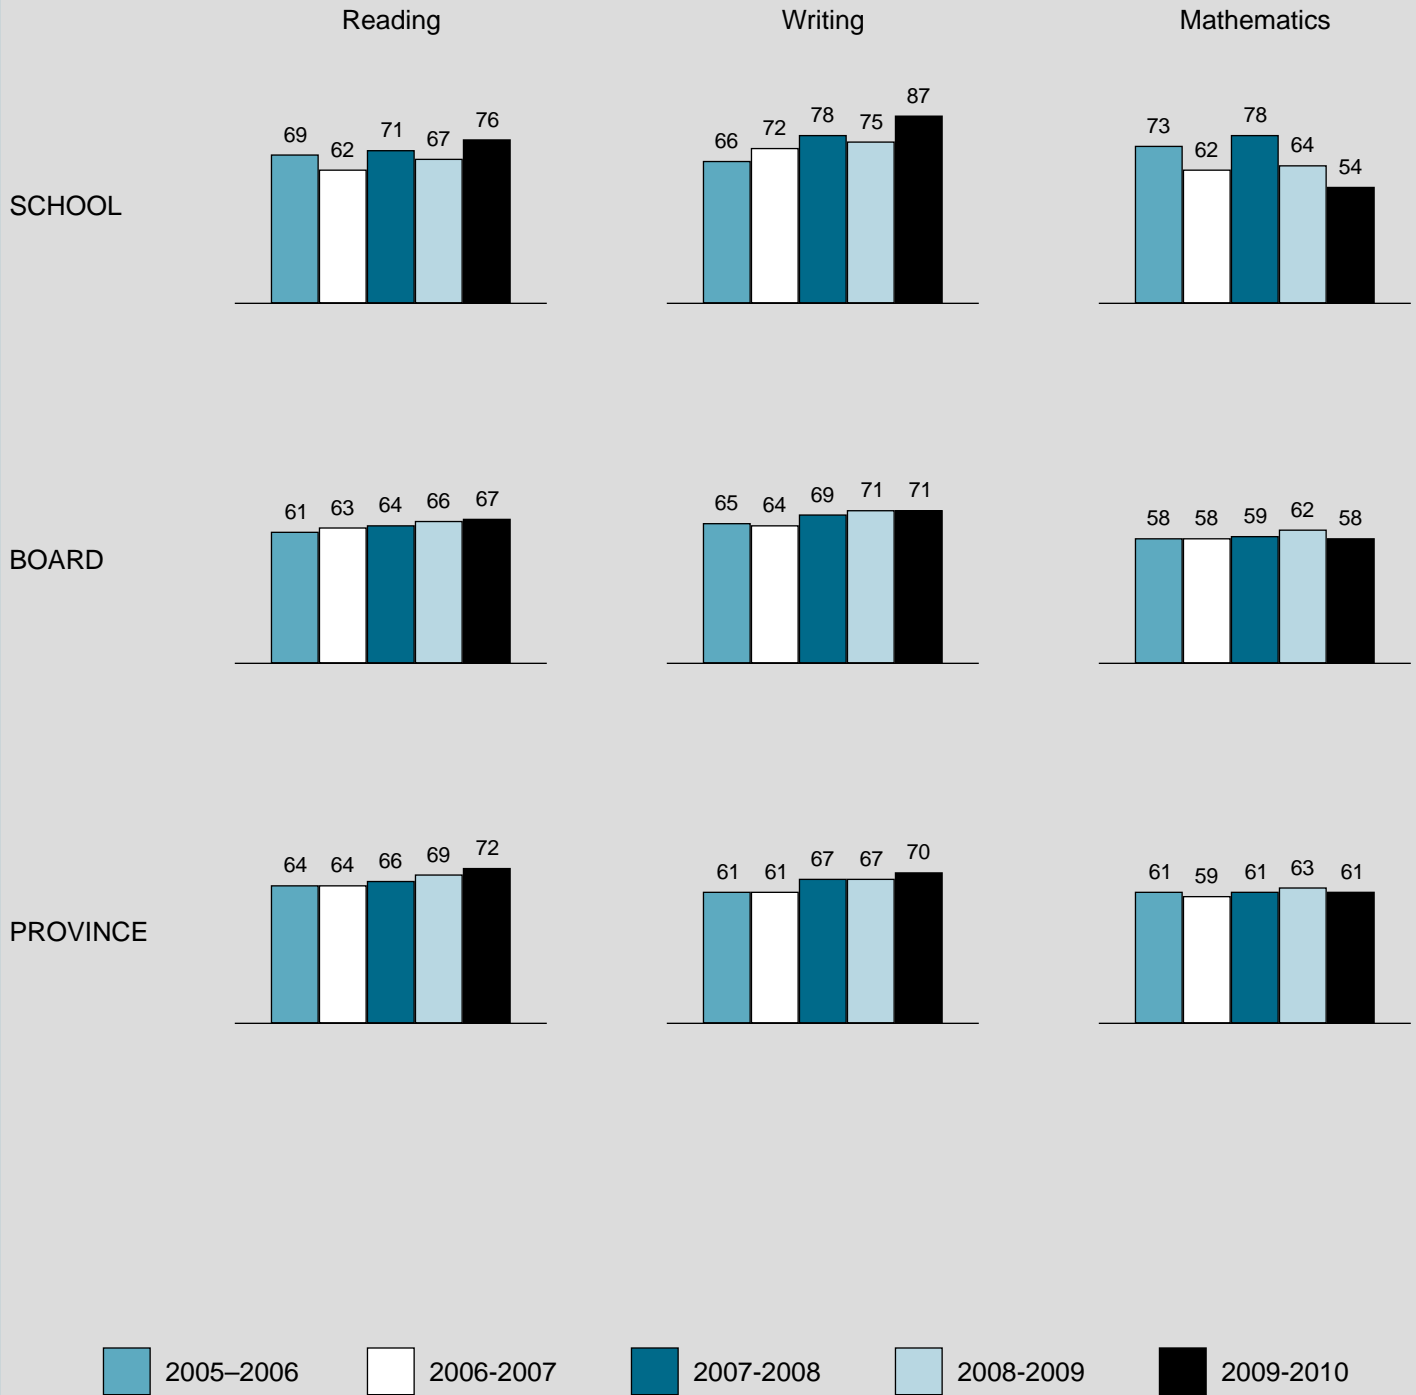 Reading Writing Mathematics
SCHOOL
69 62 71 67 76
66 72 78 75 87
73 62 78 64 54
BOARD
61 63 64 66 67
65 64 69 71 71
58 58 59 62 58
PROVINCE
64 64 66 69 72
61 61 67 67 70
61 59 61 63 61
2005–2006 2006-2007 2007-2008 2008-2009 2009-2010